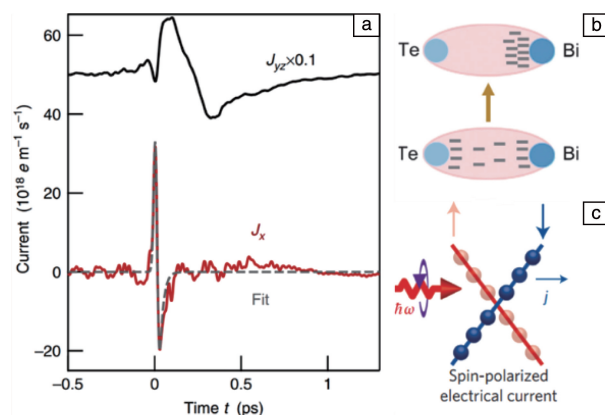 a
60
40
20
0
−20
Current (10¹⁸ e m⁻¹ s⁻¹)
J_yz×0.1
J_x
Fit
−0.5
0
0.5
1
Time t (ps)
b
Te
Bi
Te
Bi
c
ħω
j
Spin-polarized
electrical current